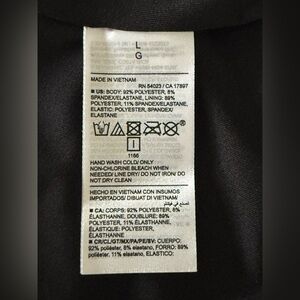 L
G
MADE IN VIETNAM
RN 54023 / CA 17897
■ US: BODY: 92% POLYESTER, 8%
SPANDEX/ELASTANE, LINING: 89%
POLYESTER, 11% SPANDEX/ELASTANE,
ELASTIC: POLYESTER, SPANDEX/
ELASTANE
1166
HAND WASH COLD/ ONLY
NON-CHLORINE BLEACH WHEN
NEEDED/ LINE DRY/ DO NOT IRON/ DO
NOT DRY CLEAN
HECHO EN VIETNAM CON INSUMOS
IMPORTADOS/ DIBUAT DI VIETNAM/
■ CA: CORPS: 92% POLYESTER, 8%
ÉLASTHANNE, DOUBLURE: 89%
POLYESTER, 11% ÉLASTHANNE,
ÉLASTIQUE: POLYESTER,
ÉLASTHANNE
■ CR/CL/GT/MX/PA/PE/SV: CUERPO:
92% poliéster, 8% elastano, FORRO: 89%
poliéster, 11% elastano, ELASTICO: